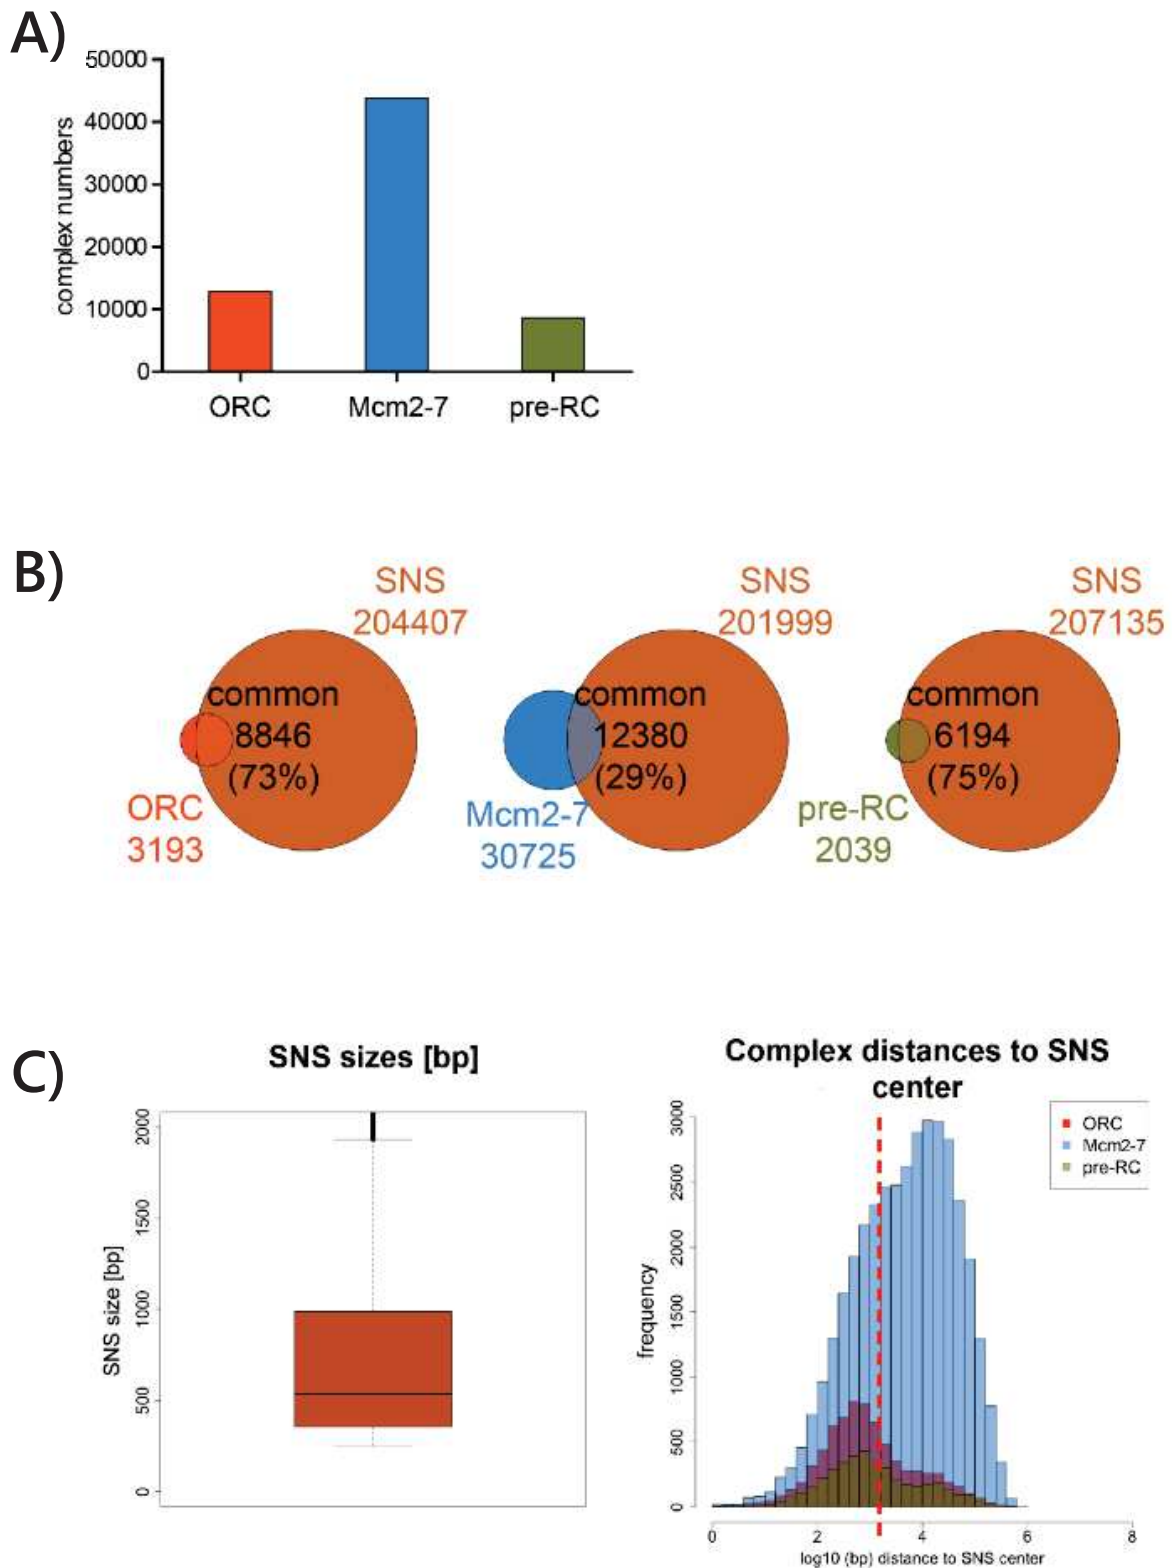 A)
50000
40000
30000
20000
10000
0
complex numbers
ORC
Mcm2-7
pre-RC
B)
SNS
204407
common
8846
(73%)
ORC
3193
SNS
201999
common
12380
(29%)
Mcm2-7
30725
SNS
207135
common
6194
(75%)
pre-RC
2039
C)
SNS sizes [bp]
SNS size [bp]
2000
1500
1000
500
0
Complex distances to SNS
center
ORC
Mcm2-7
pre-RC
frequency
3000
2500
2000
1500
1000
500
0
0
2
4
6
8
log10 (bp) distance to SNS center